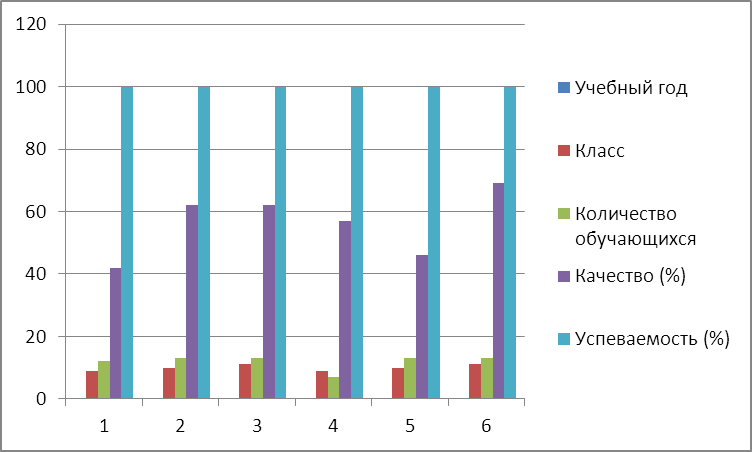 120
100
80
60
40
20
0
1 2 3 4 5 6
Учебный год
Класс
Количество
обучающихся
Качество (%)
Успеваемость (%)